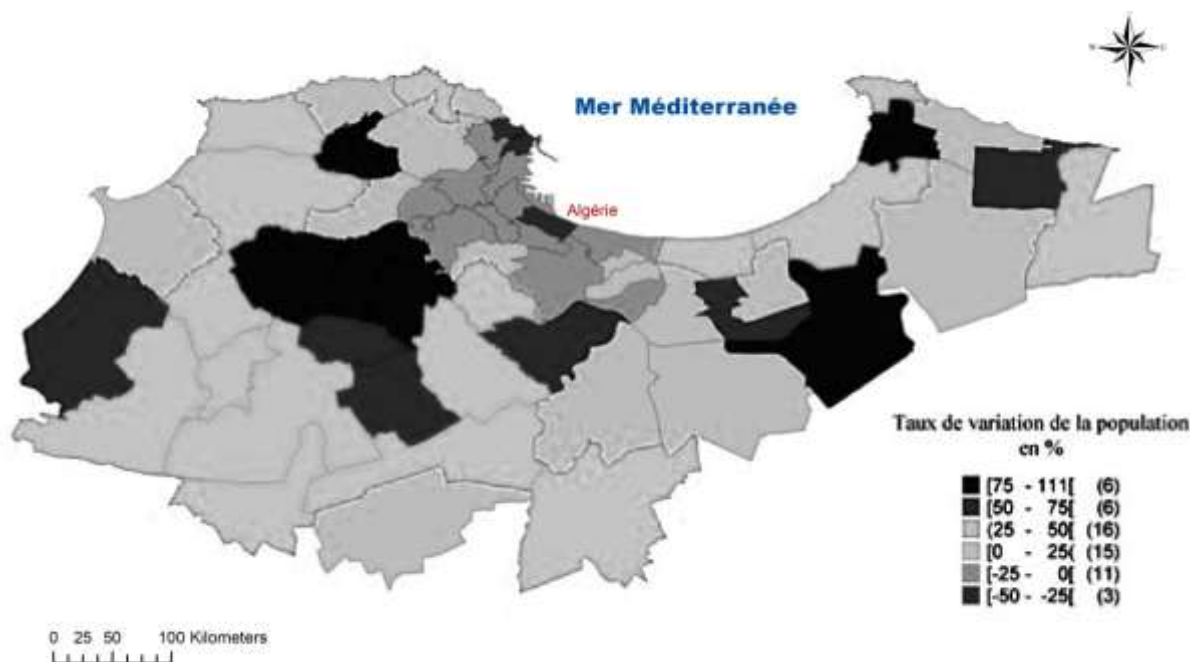 Mer Méditerranée
Algérie
Taux de variation de la population
en %
[75 - 111[ (6)
[50 - 75[ (6)
(25 - 50[ (16)
[0 - 25( (15)
[-25 - 0[ (11)
[-50 - -25[ (3)
0 25 50 100 Kilometers